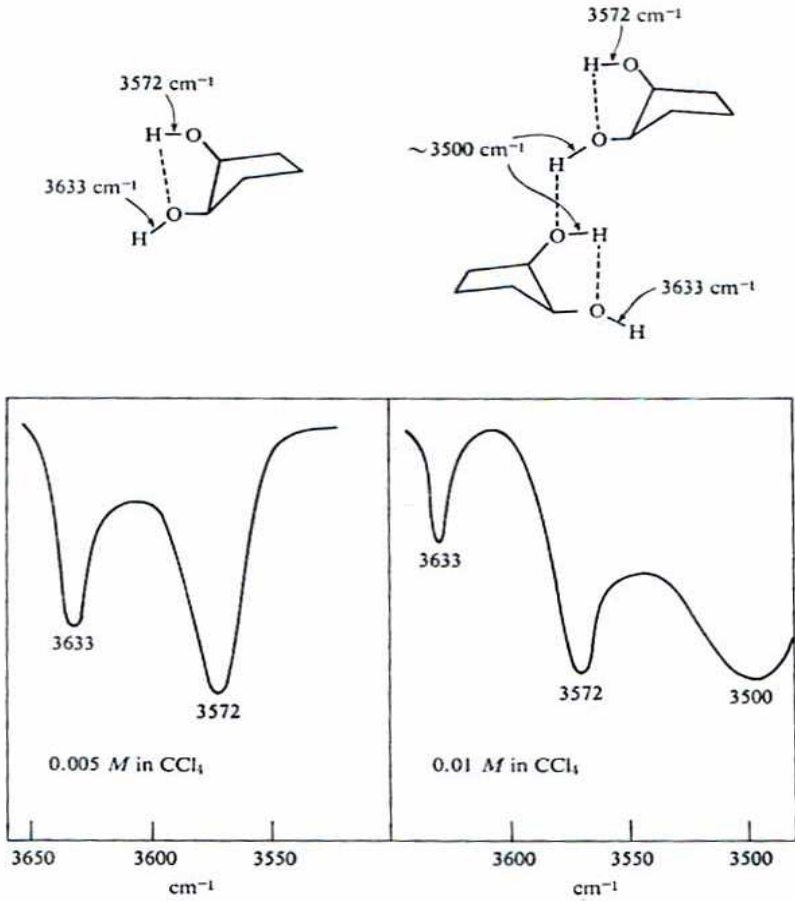 3572 cm⁻¹
H—O
3633 cm⁻¹
O
H
3572 cm⁻¹
H—O
~3500 cm⁻¹
O
H
O—H
3633 cm⁻¹
O
H
3633
3572
0.005 M in CCl₄
3650 3600 3550
cm⁻¹
3633
3572
3500
0.01 M in CCl₄
3600 3550 3500
cm⁻¹